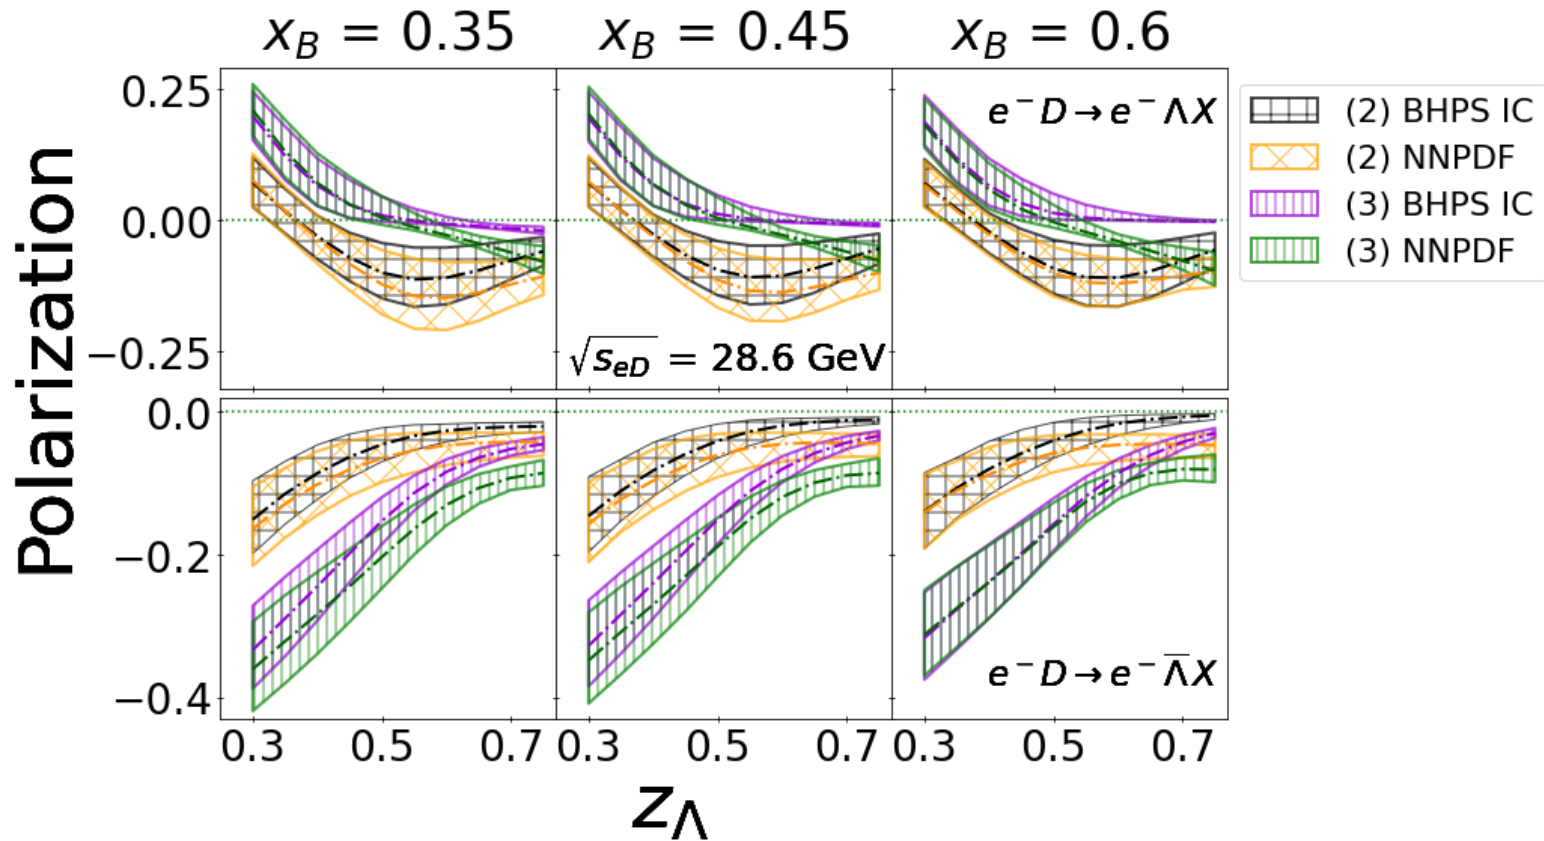 x_B = 0.35 x_B = 0.45 x_B = 0.6
Polarization
0.25
0.00
−0.25
e⁻D → e⁻ΛX
√s_eD = 28.6 GeV
(2) BHPS IC
(2) NNPDF
(3) BHPS IC
(3) NNPDF
0.0
−0.2
−0.4
e⁻D → e⁻Λ̅X
0.3 0.5 0.7 0.3 0.5 0.7 0.3 0.5 0.7
z_Λ